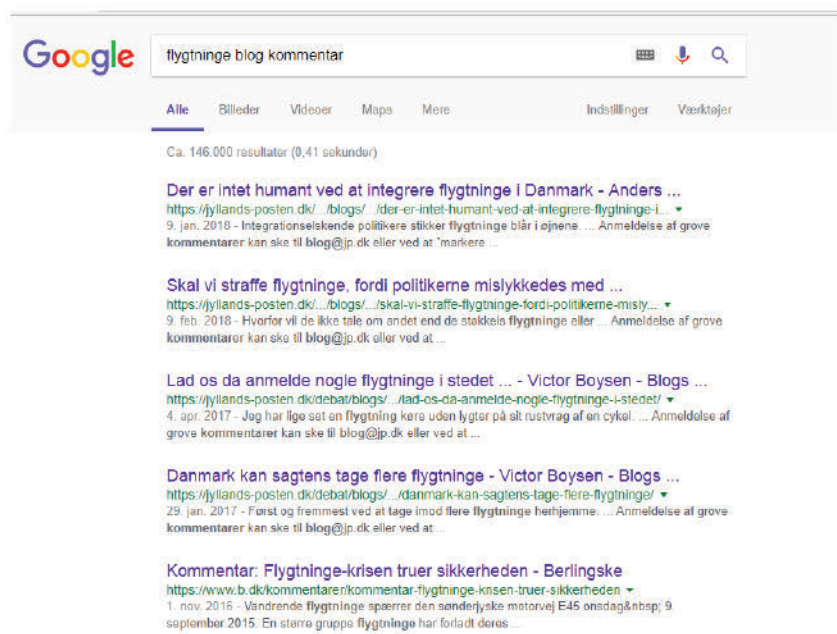 Google
flygtninge blog kommentar
Alle Billeder Videoer Maps Mere Indstillinger Værktøjer
Ca. 146.000 resultater (0,41 sekunder)
Der er intet humant ved at integrere flygtninge i Danmark - Anders ...
https://jyllands-posten.dk/.../blogs/.../der-er-intet-humant-ved-at-integrere-flygtninge-i...
9. jan. 2018 - Integrationselskende politikere stikker flygtninge blår i øjnene. ... Anmeldelse af grove
kommentarer kan ske til blog@jp.dk eller ved at "markere ...
Skal vi straffe flygtninge, fordi politikerne mislykkedes med ...
https://jyllands-posten.dk/.../blogs/.../skal-vi-straffe-flygtninge-fordi-politikerne-misly...
9. feb. 2018 - Hvorfor vil de ikke tale om andet end de stakkels flygtninge eller ... Anmeldelse af grove
kommentarer kan ske til blog@jp.dk eller ved at ...
Lad os da anmelde nogle flygtninge i stedet ... - Victor Boysen - Blogs ...
https://jyllands-posten.dk/debat/blogs/.../lad-os-da-anmelde-nogle-flygtninge-i-stedet/
4. apr. 2017 - Jeg har lige set en flygtning køre uden lygter på sit rustvrag af en cykel. ... Anmeldelse af
grove kommentarer kan ske til blog@jp.dk eller ved at ...
Danmark kan sagtens tage flere flygtninge - Victor Boysen - Blogs ...
https://jyllands-posten.dk/debat/blogs/.../danmark-kan-sagtens-tage-flere-flygtninge/
29. jan. 2017 - Først og fremmest ved at tage imod flere flygtninge herhjemme. ... Anmeldelse af grove
kommentarer kan ske til blog@jp.dk eller ved at ...
Kommentar: Flygtninge-krisen truer sikkerheden - Berlingske
https://www.b.dk/kommentarer/kommentar-flygtninge-krisen-truer-sikkerheden
1. nov. 2016 - Vandrende flygtninge spærrer den sønderjyske motorvej E45 onsdag&nbsp; 9.
september 2015. En større gruppe flygtninge har forladt deres ...